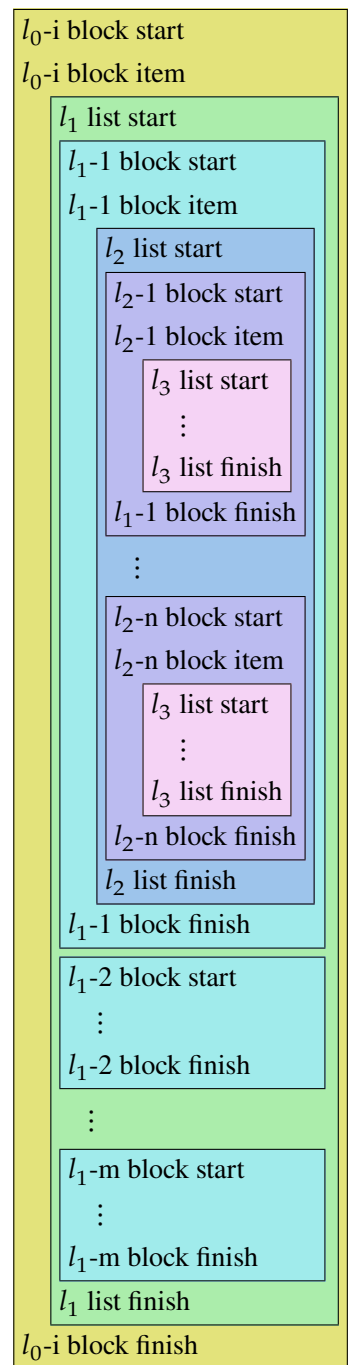 l₀-i block start
l₀-i block item
l₁ list start
l₁-1 block start
l₁-1 block item
l₂ list start
l₂-1 block start
l₂-1 block item
l₃ list start
⋮
l₃ list finish
l₁-1 block finish
⋮
l₂-n block start
l₂-n block item
l₃ list start
⋮
l₃ list finish
l₂-n block finish
l₂ list finish
l₁-1 block finish
l₁-2 block start
⋮
l₁-2 block finish
⋮
l₁-m block start
⋮
l₁-m block finish
l₁ list finish
l₀-i block finish